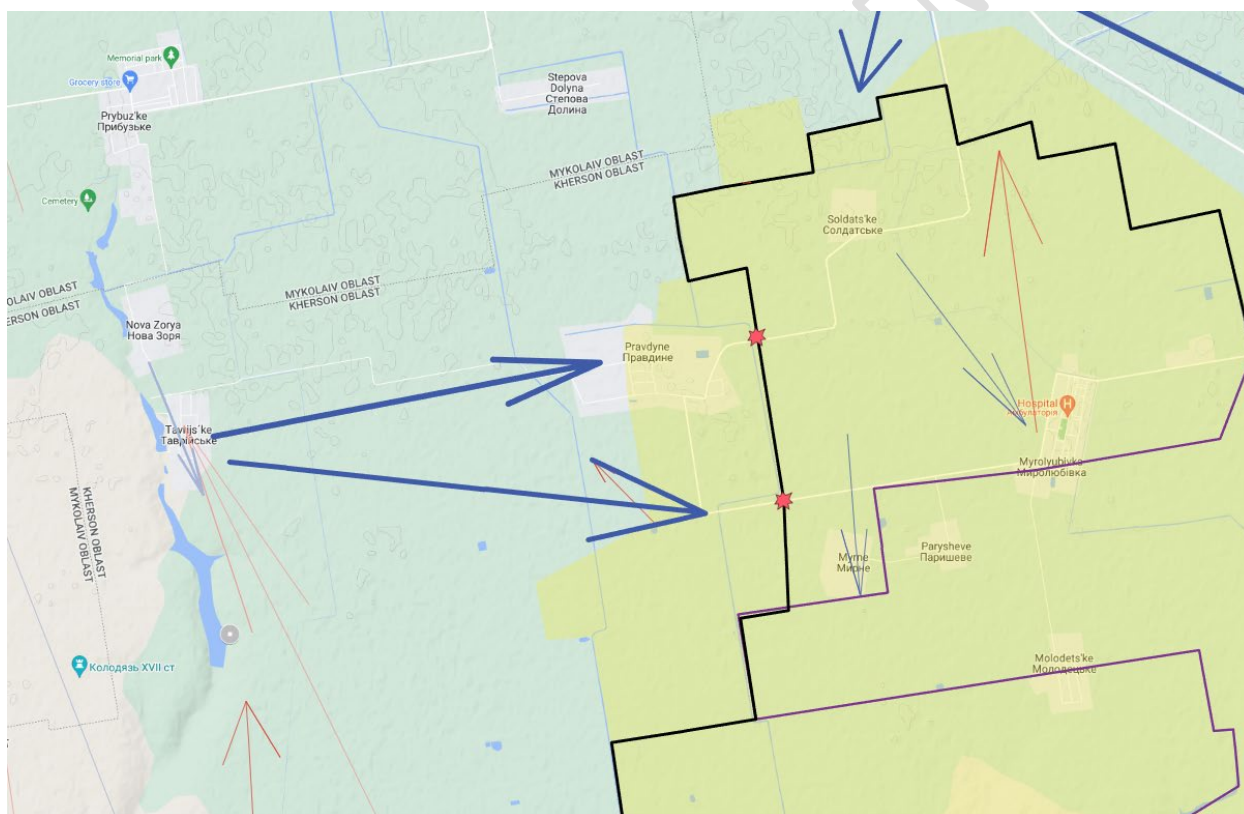 Memorial park
Grocery store
Prybuz'ke
Прибузьке
Stepova
Dolyna
Степова
Долина
MYKOLAIV OBLAST
KHERSON OBLAST
Cemetery
Soldats'ke
Солдатське
OLAIV OBLAST
ERSON OBLAST
MYKOLAIV OBLAST
KHERSON OBLAST
Nova Zorya
Нова Зоря
Pravdyne
Правдине
Hospital
Амбулаторія
Tavrijs'ke
Таврійське
Myrolyubivka
Миролюбівка
KHERSON OBLAST
MYKOLAIV OBLAST
Myrne
Мирне
Parysheve
Паришеве
Колодязь XVII ст
Molodets'ke
Молодецьке